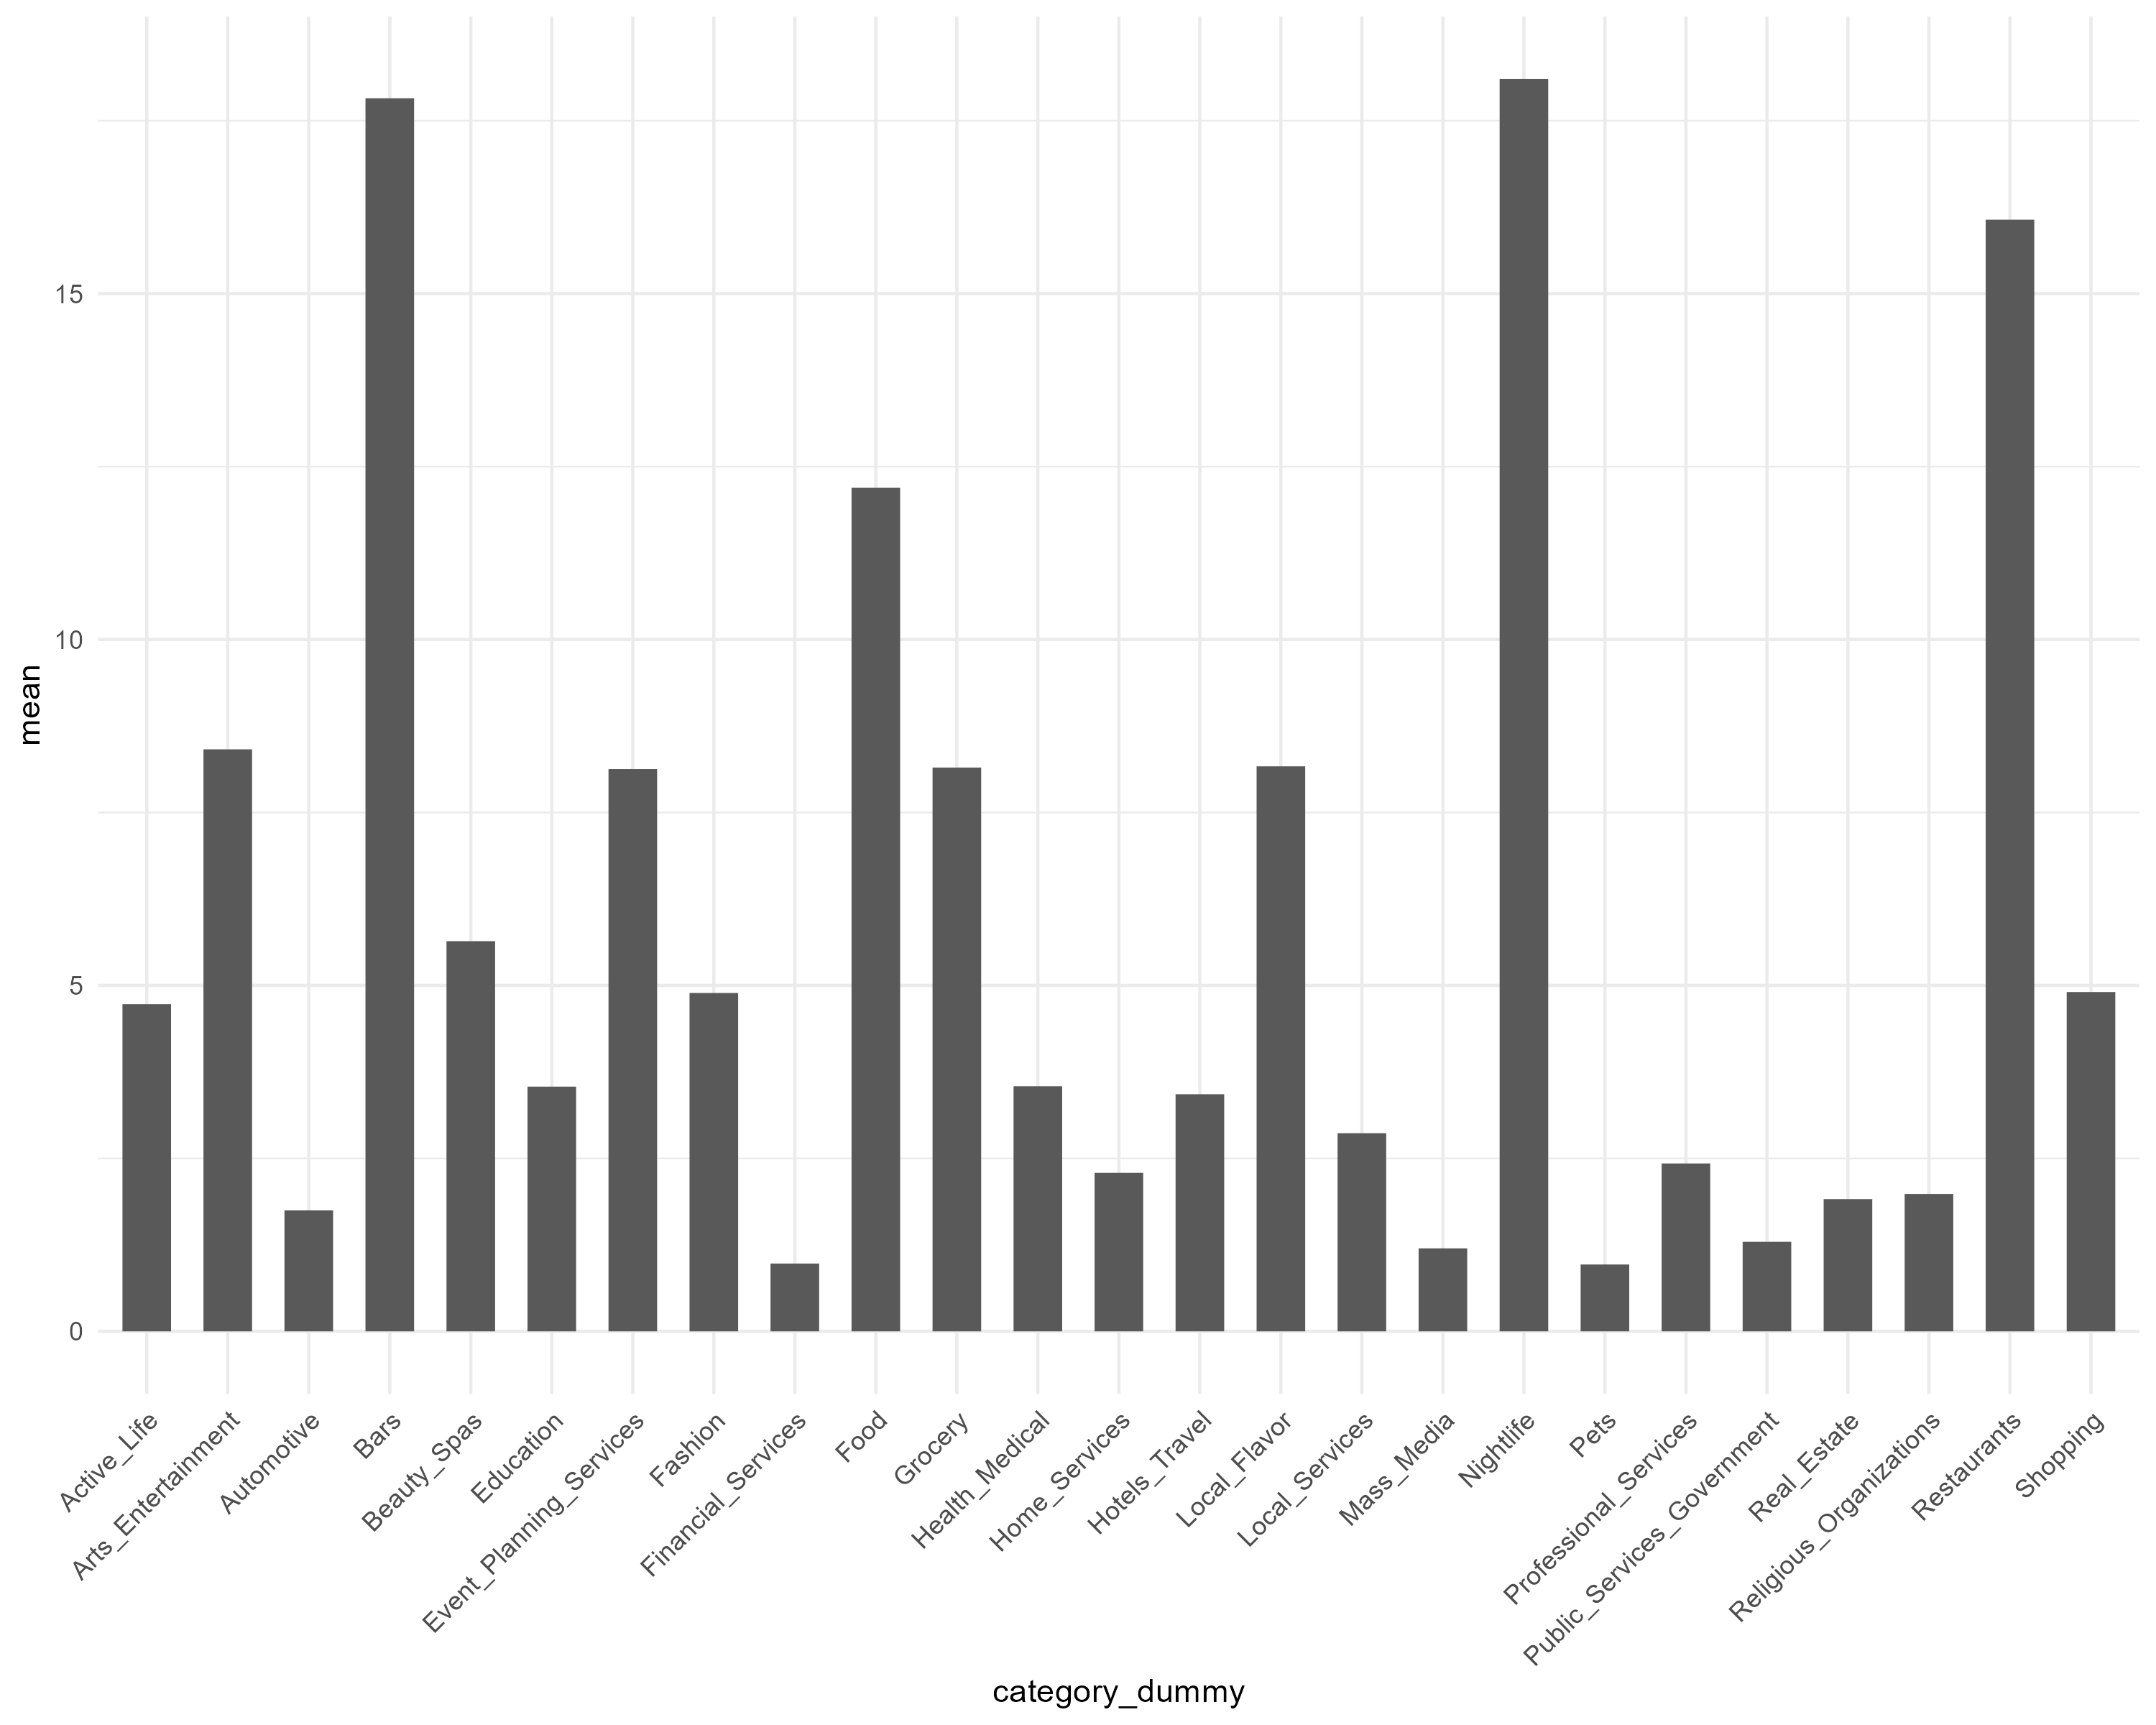 mean
15
10
5
0
Active_Life
Arts_Entertainment
Automotive
Bars
Beauty_Spas
Education
Event_Planning_Services
Fashion
Financial_Services
Food
Grocery
Health_Medical
Home_Services
Hotels_Travel
Local_Flavor
Local_Services
Mass_Media
Nightlife
Pets
Professional_Services
Public_Services_Government
Real_Estate
Religious_Organizations
Restaurants
Shopping
category_dummy